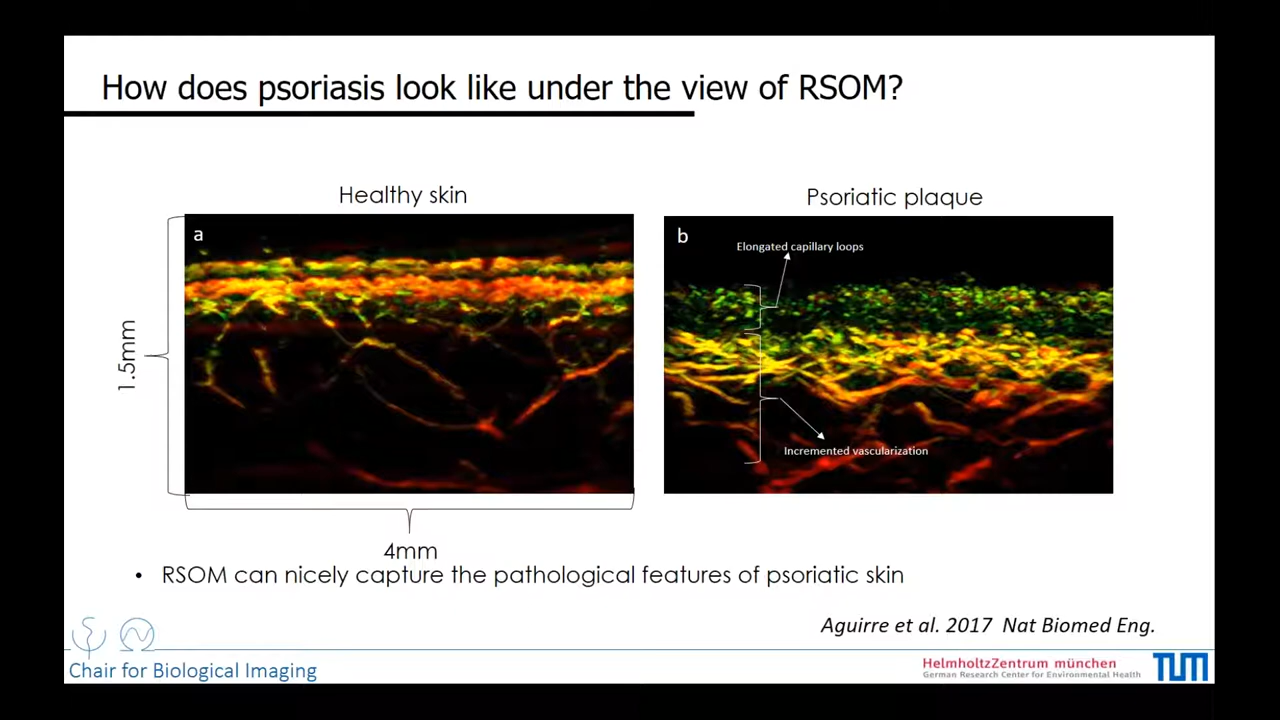 How does psoriasis look like under the view of RSOM?
Healthy skin
Psoriatic plaque
a
b
Elongated capillary loops
1.5mm
Incremented vascularization
4mm
• RSOM can nicely capture the pathological features of psoriatic skin
Aguirre et al. 2017 Nat Biomed Eng.
Chair for Biological Imaging
HelmholtzZentrum münchen
German Research Center for Environmental Health
TUM